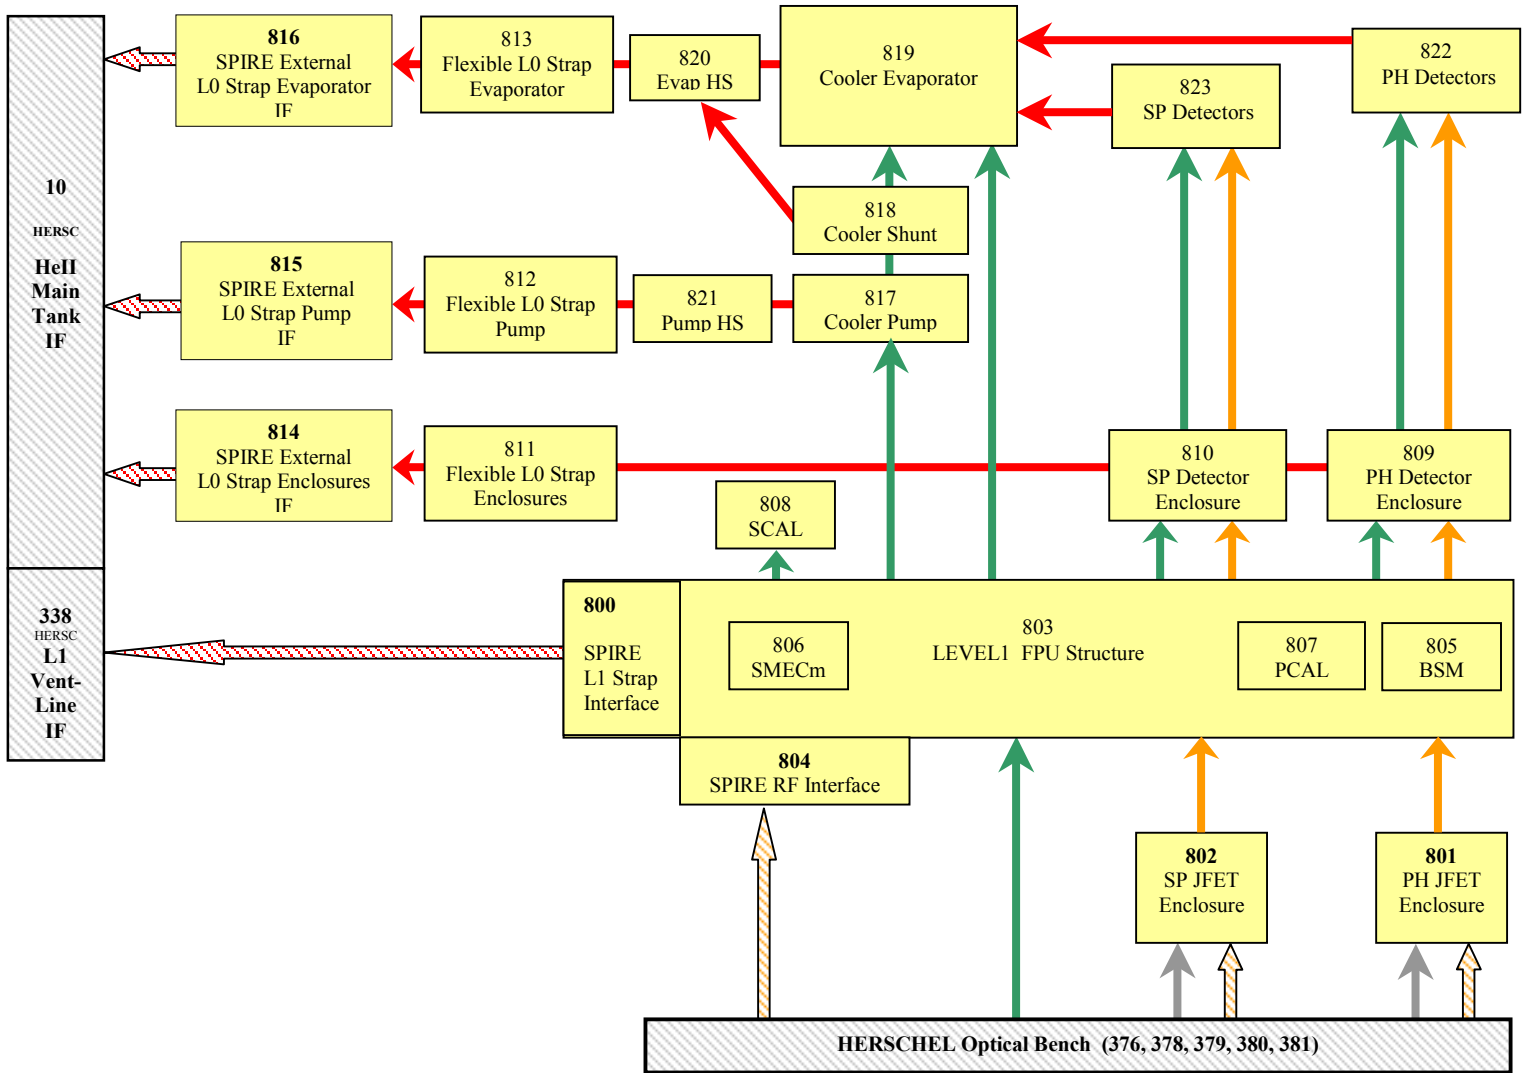 816
SPIRE External
L0 Strap Evaporator
IF
813
Flexible L0 Strap
Evaporator
820
Evap HS
819
Cooler Evaporator
822
PH Detectors
823
SP Detectors
10
HERSC
HeII
Main
Tank
IF
818
Cooler Shunt
815
SPIRE External
L0 Strap Pump
IF
812
Flexible L0 Strap
Pump
821
Pump HS
817
Cooler Pump
814
SPIRE External
L0 Strap Enclosures
IF
811
Flexible L0 Strap
Enclosures
810
SP Detector
Enclosure
809
PH Detector
Enclosure
808
SCAL
338
HERSC
L1
Vent-
Line
IF
800
SPIRE
L1 Strap
Interface
806
SMECm
803
LEVEL1 FPU Structure
807
PCAL
805
BSM
804
SPIRE RF Interface
802
SP JFET
Enclosure
801
PH JFET
Enclosure
HERSCHEL Optical Bench (376, 378, 379, 380, 381)